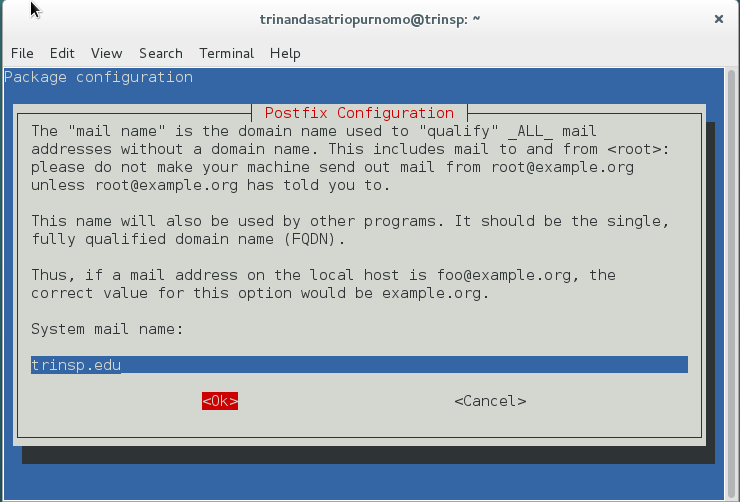 trinandasatriopurnomo@trinsp: ~
File Edit View Search Terminal Help
Package configuration
Postfix Configuration
The "mail name" is the domain name used to "qualify" _ALL_ mail
addresses without a domain name. This includes mail to and from <root>:
please do not make your machine send out mail from root@example.org
unless root@example.org has told you to.
This name will also be used by other programs. It should be the single,
fully qualified domain name (FQDN).
Thus, if a mail address on the local host is foo@example.org, the
correct value for this option would be example.org.
System mail name:
trinsp.edu
<Ok> <Cancel>